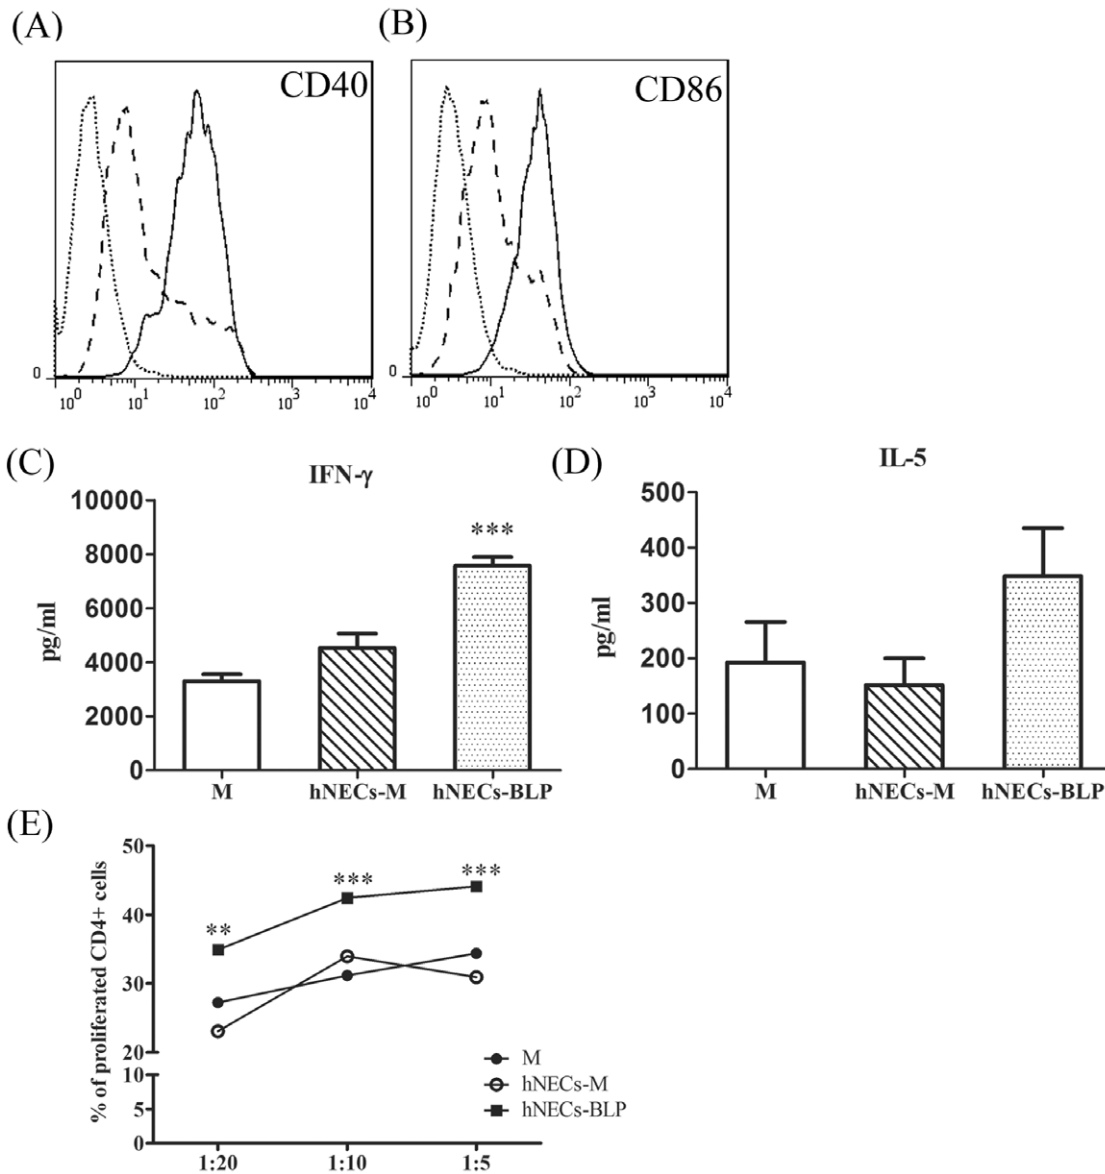 (A)
(B)
CD40
CD86
0
10^0 10^1 10^2 10^3 10^4
0
10^0 10^1 10^2 10^3 10^4
(C)
IFN-γ
10000
8000
6000
4000
2000
0
pg/ml
***
M hNECs-M hNECs-BLP
(D)
IL-5
500
400
300
200
100
0
pg/ml
M hNECs-M hNECs-BLP
(E)
50
40
30
20
10
5
0
% of proliferated CD4+ cells
**
***
***
M
hNECs-M
hNECs-BLP
1:20 1:10 1:5